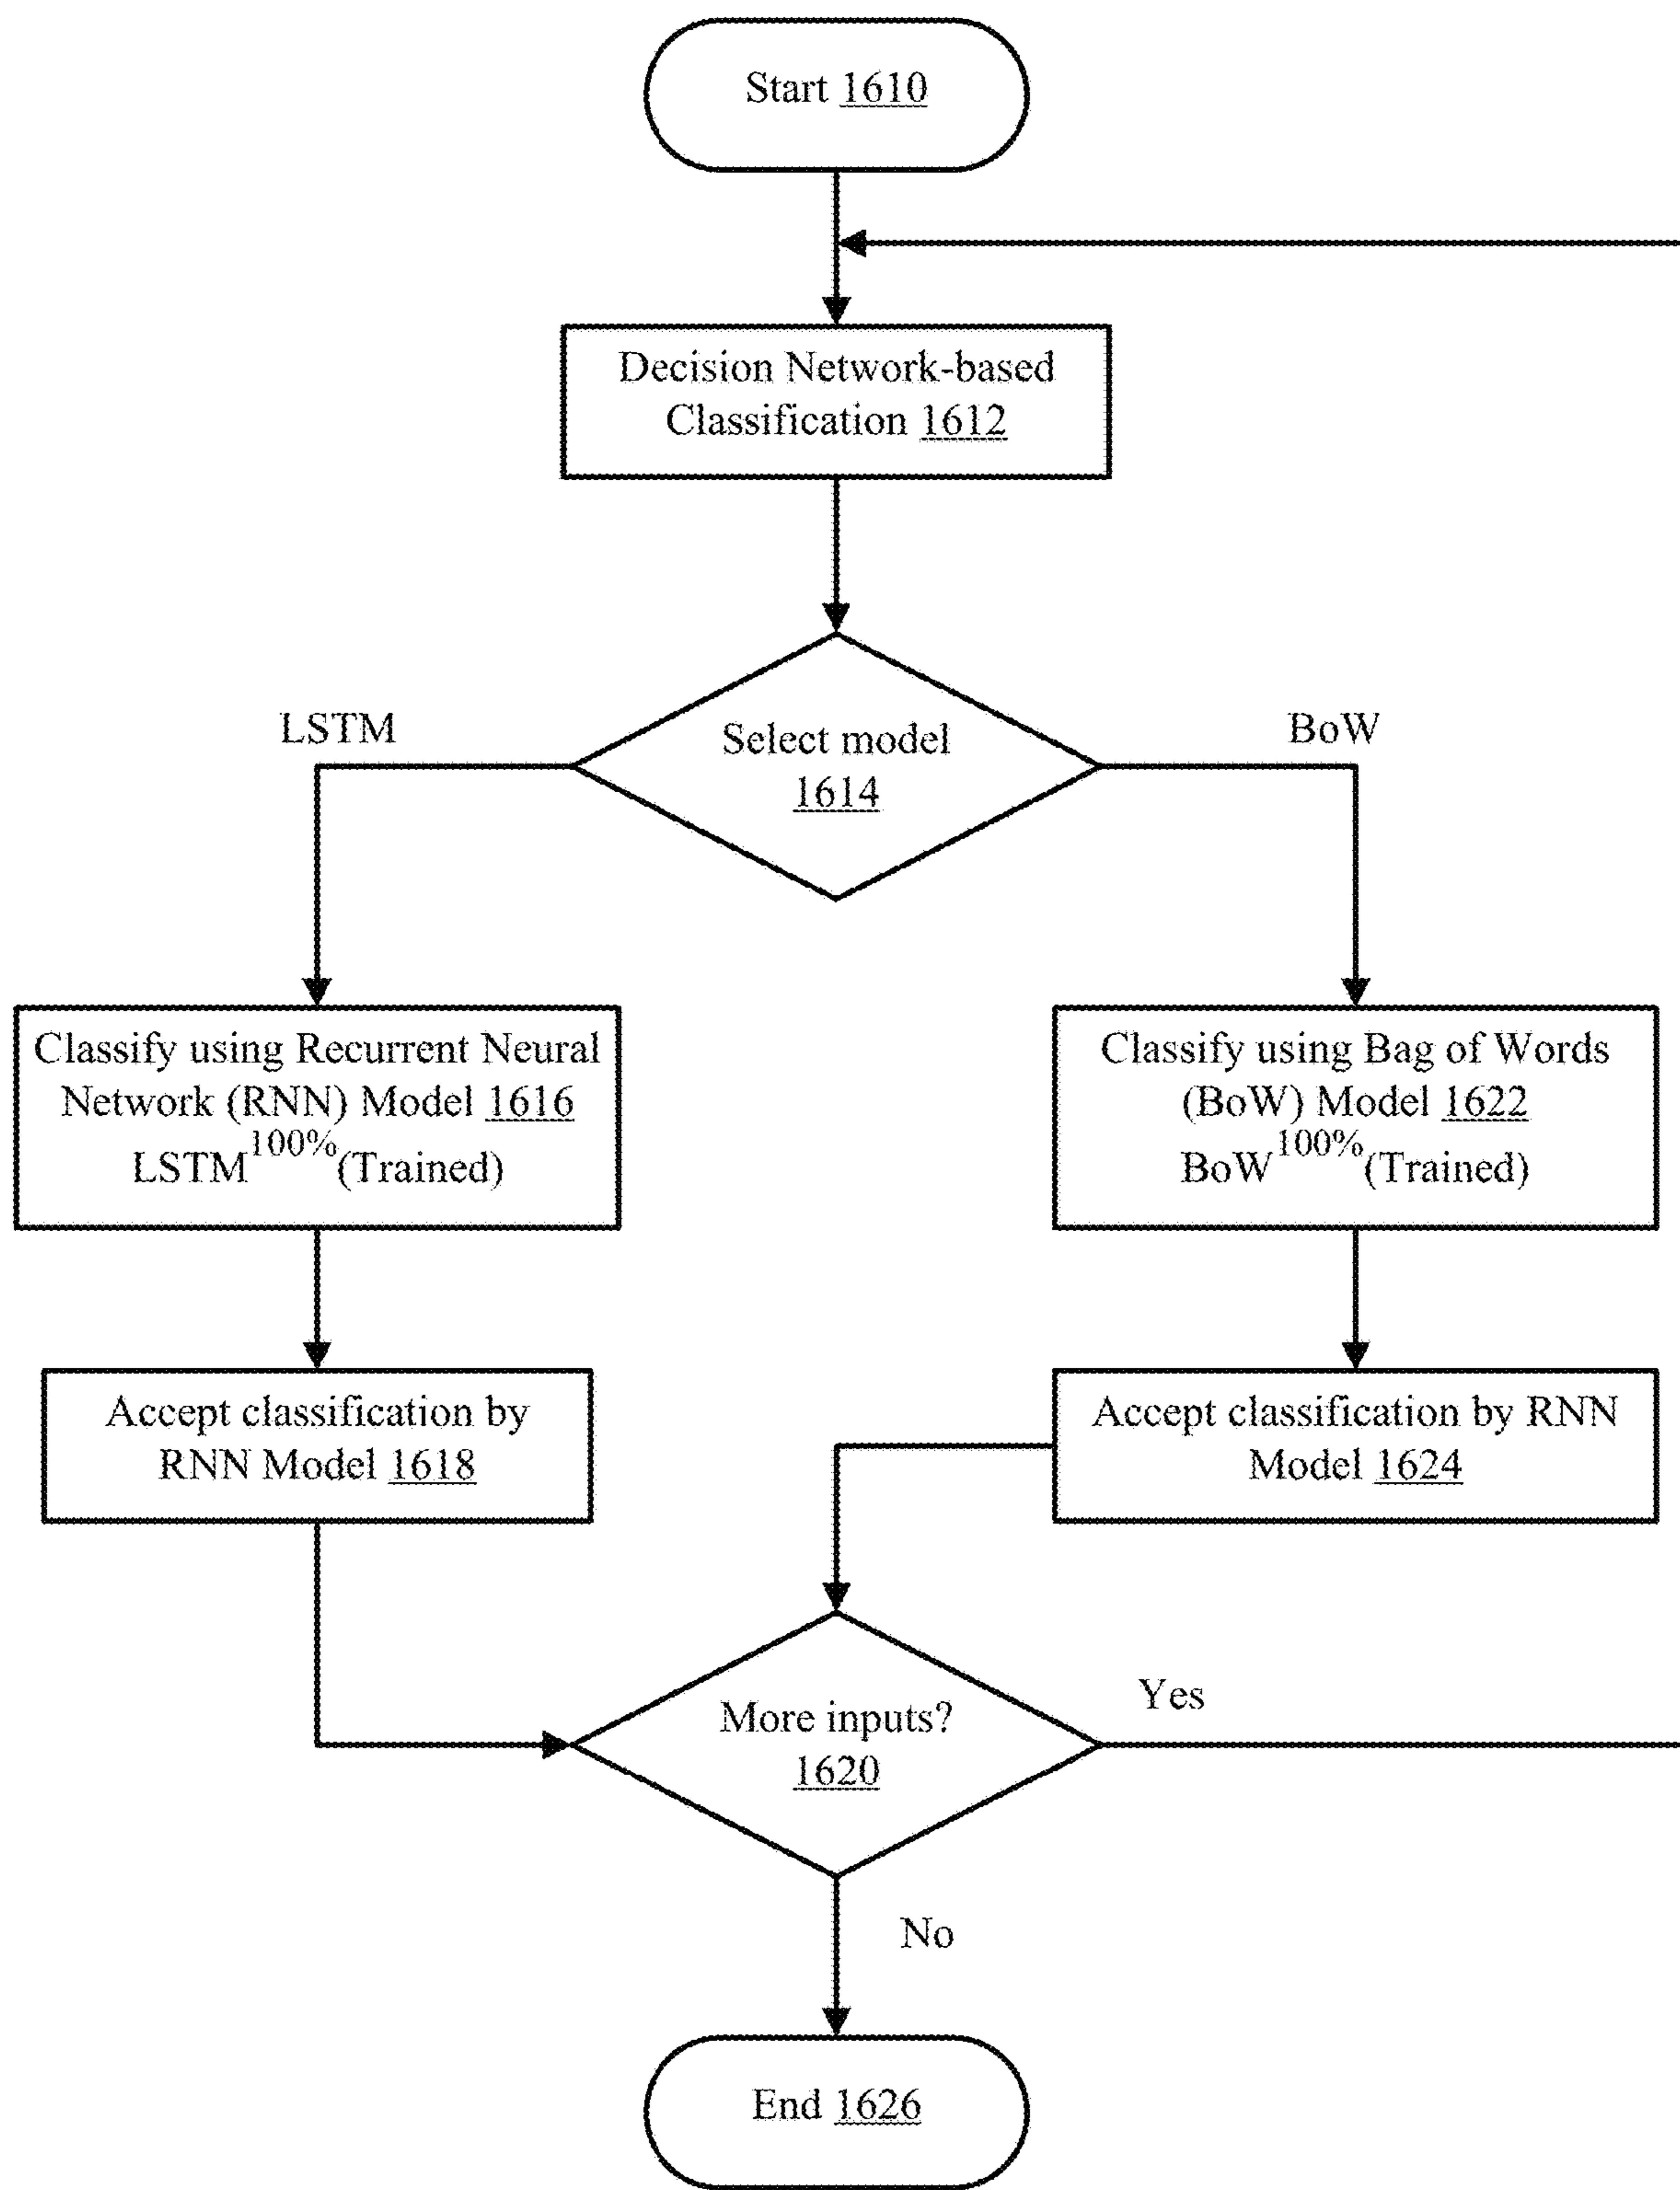 Start 1610
Decision Network-based
Classification 1612
LSTM
Select model
1614
BoW
Classify using Recurrent Neural
Network (RNN) Model 1616
LSTM100%(Trained)
Classify using Bag of Words
(BoW) Model 1622
BoW100%(Trained)
Accept classification by
RNN Model 1618
Accept classification by RNN
Model 1624
More inputs?
1620
Yes
No
End 1626